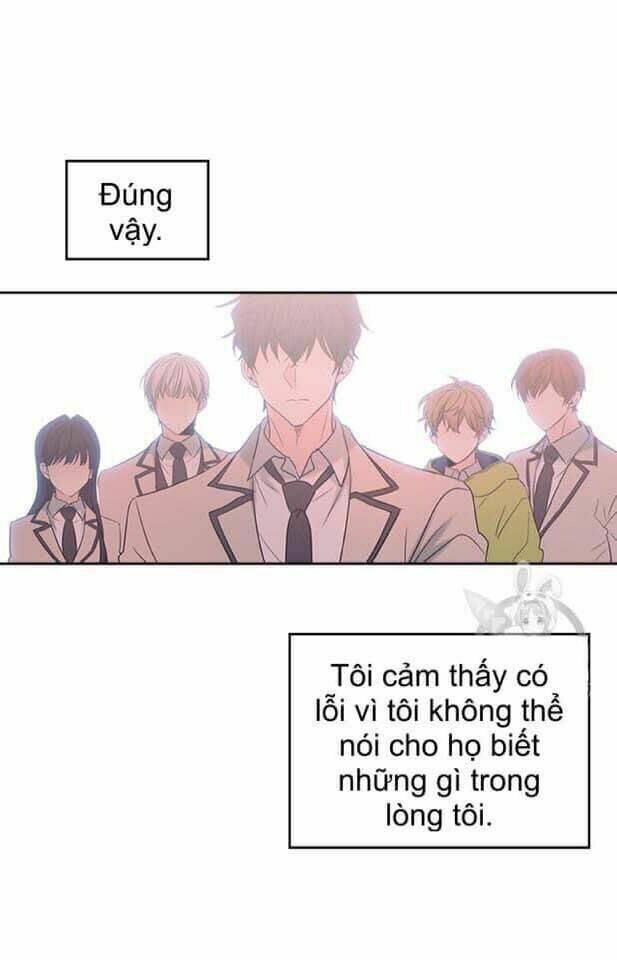 Đúng
vậy.
Tôi cảm thấy có
lỗi vì tôi không thể
nói cho họ biết
những gì trong
lòng tôi.